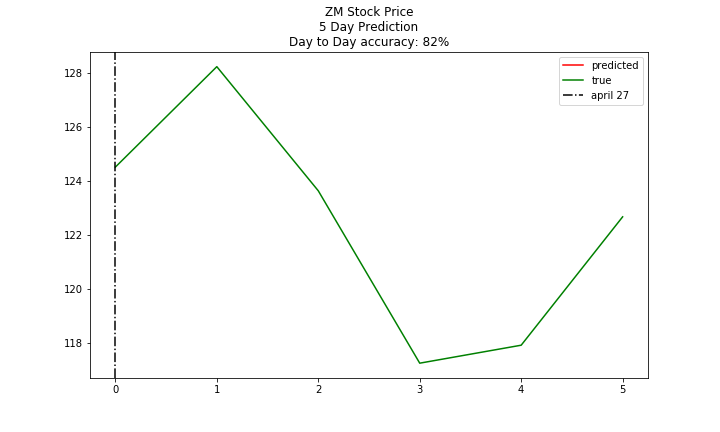 ZM Stock Price
5 Day Prediction
Day to Day accuracy: 82%
predicted
true
april 27
128
126
124
122
120
118
0 1 2 3 4 5